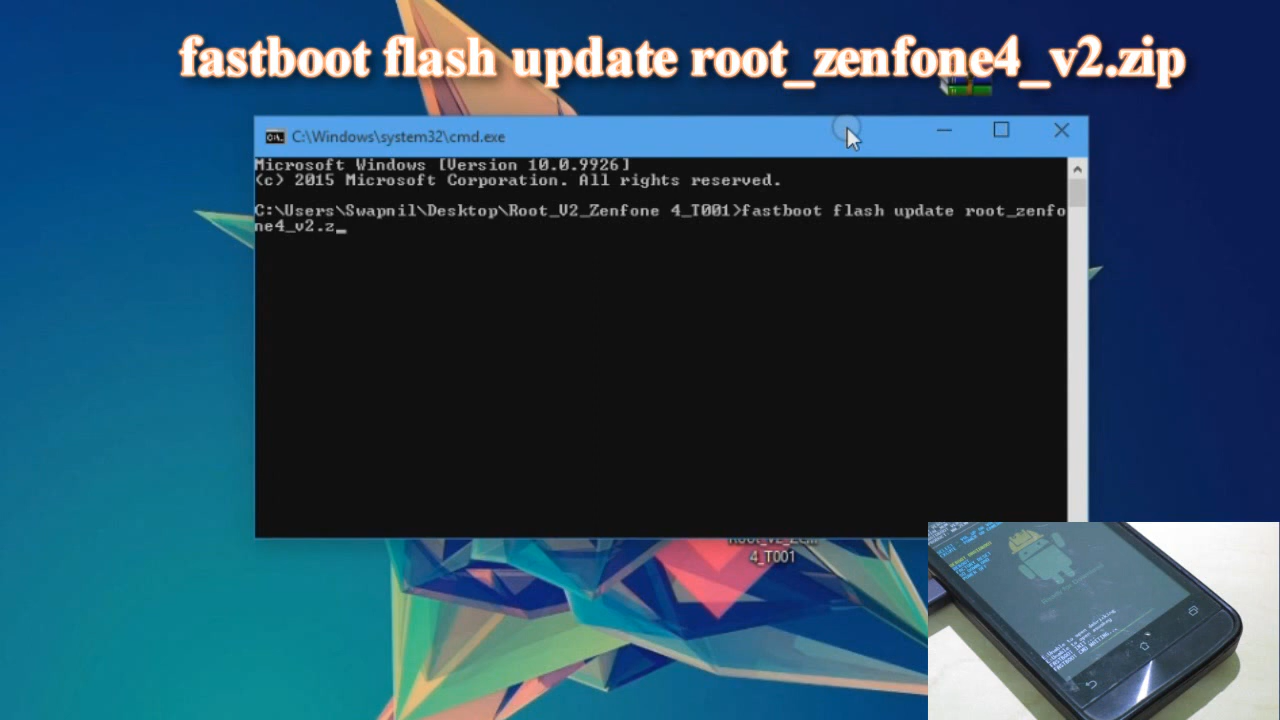 fastboot flash update root_zenfone4_v2.zip
C:\Windows\system32\cmd.exe
Microsoft Windows [Version 10.0.9926]
(c) 2015 Microsoft Corporation. All rights reserved.
C:\Users\Swapnil\Desktop\Root_V2_Zenfone 4_T001>fastboot flash update root_zenfo
ne4_v2.z_
4_T001